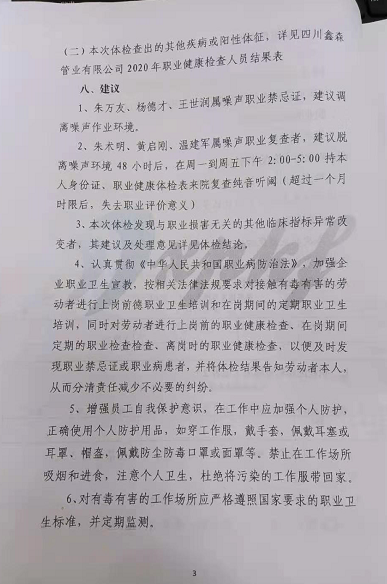 （二）本次体检查出的其他疾病或阳性体征，详见四川鑫森
管业有限公司2020年职业健康检查人员结果表
八、建议
1、朱万友、杨德才、王世润属噪声职业禁忌证，建议调
离噪声作业环境。
2、朱术明、黄启刚、温建军属噪声职业复查者，建议脱
离噪声环境 48 小时后，在周一到周五下午 2:00-5:00 持本
人身份证，职业健康体检表来院复查纯音听阈（超过一个月
时限后，失去职业评价意义）
3、本次体检发现与职业损害无关的其他临床指标异常改
变者，其建议及处理意见详见体检结论。
4、认真贯彻《中华人民共和国职业病防治法》，加强企
业职业卫生宣教，按相关法律法规要求对接触有毒有害的劳
动者进行上岗前德职业卫生培训和在岗期间的定期职业卫生
培训，同时对劳动者进行上岗前的职业健康检查、在岗期间
定期的职业检查检查、离岗时的职业健康检查，以便及时发
现职业禁忌证或职业病患者，并将体检结果告知劳动者本人，
从而分清责任减少不必要的纠纷。
5、增强员工自我保护意识，在工作中应加强个人防护，
正确使用个人防护用品，如穿工作服，戴手套，佩戴耳塞或
耳罩、帽盔，佩戴防尘防毒口罩或面罩等。禁止在工作场所
吸烟和进食，注意个人卫生，杜绝将污染的工作服带回家。
6、对有毒有害的工作场所应严格遵照国家要求的职业卫
生标准，并定期监测。
3